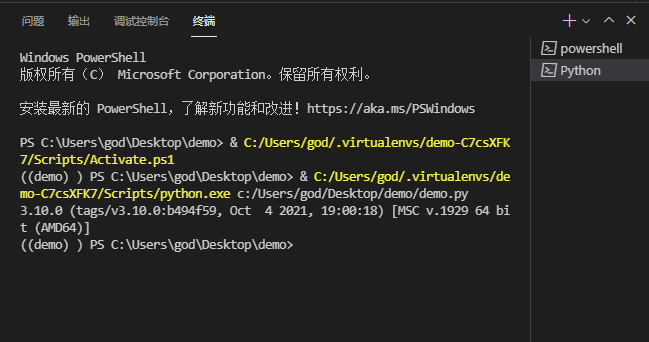 问题 输出 调试控制台 终端
Windows PowerShell
版权所有（C） Microsoft Corporation。保留所有权利。
安装最新的 PowerShell，了解新功能和改进！https://aka.ms/PSWindows
PS C:\Users\god\Desktop\demo> & C:/Users/god/.virtualenvs/demo-C7csXFK
7/Scripts/Activate.ps1
((demo) ) PS C:\Users\god\Desktop\demo> & C:/Users/god/.virtualenvs/de
mo-C7csXFK7/Scripts/python.exe c:/Users/god/Desktop/demo/demo.py
3.10.0 (tags/v3.10.0:b494f59, Oct  4 2021, 19:00:18) [MSC v.1929 64 bi
t (AMD64)]
((demo) ) PS C:\Users\god\Desktop\demo>
powershell
Python